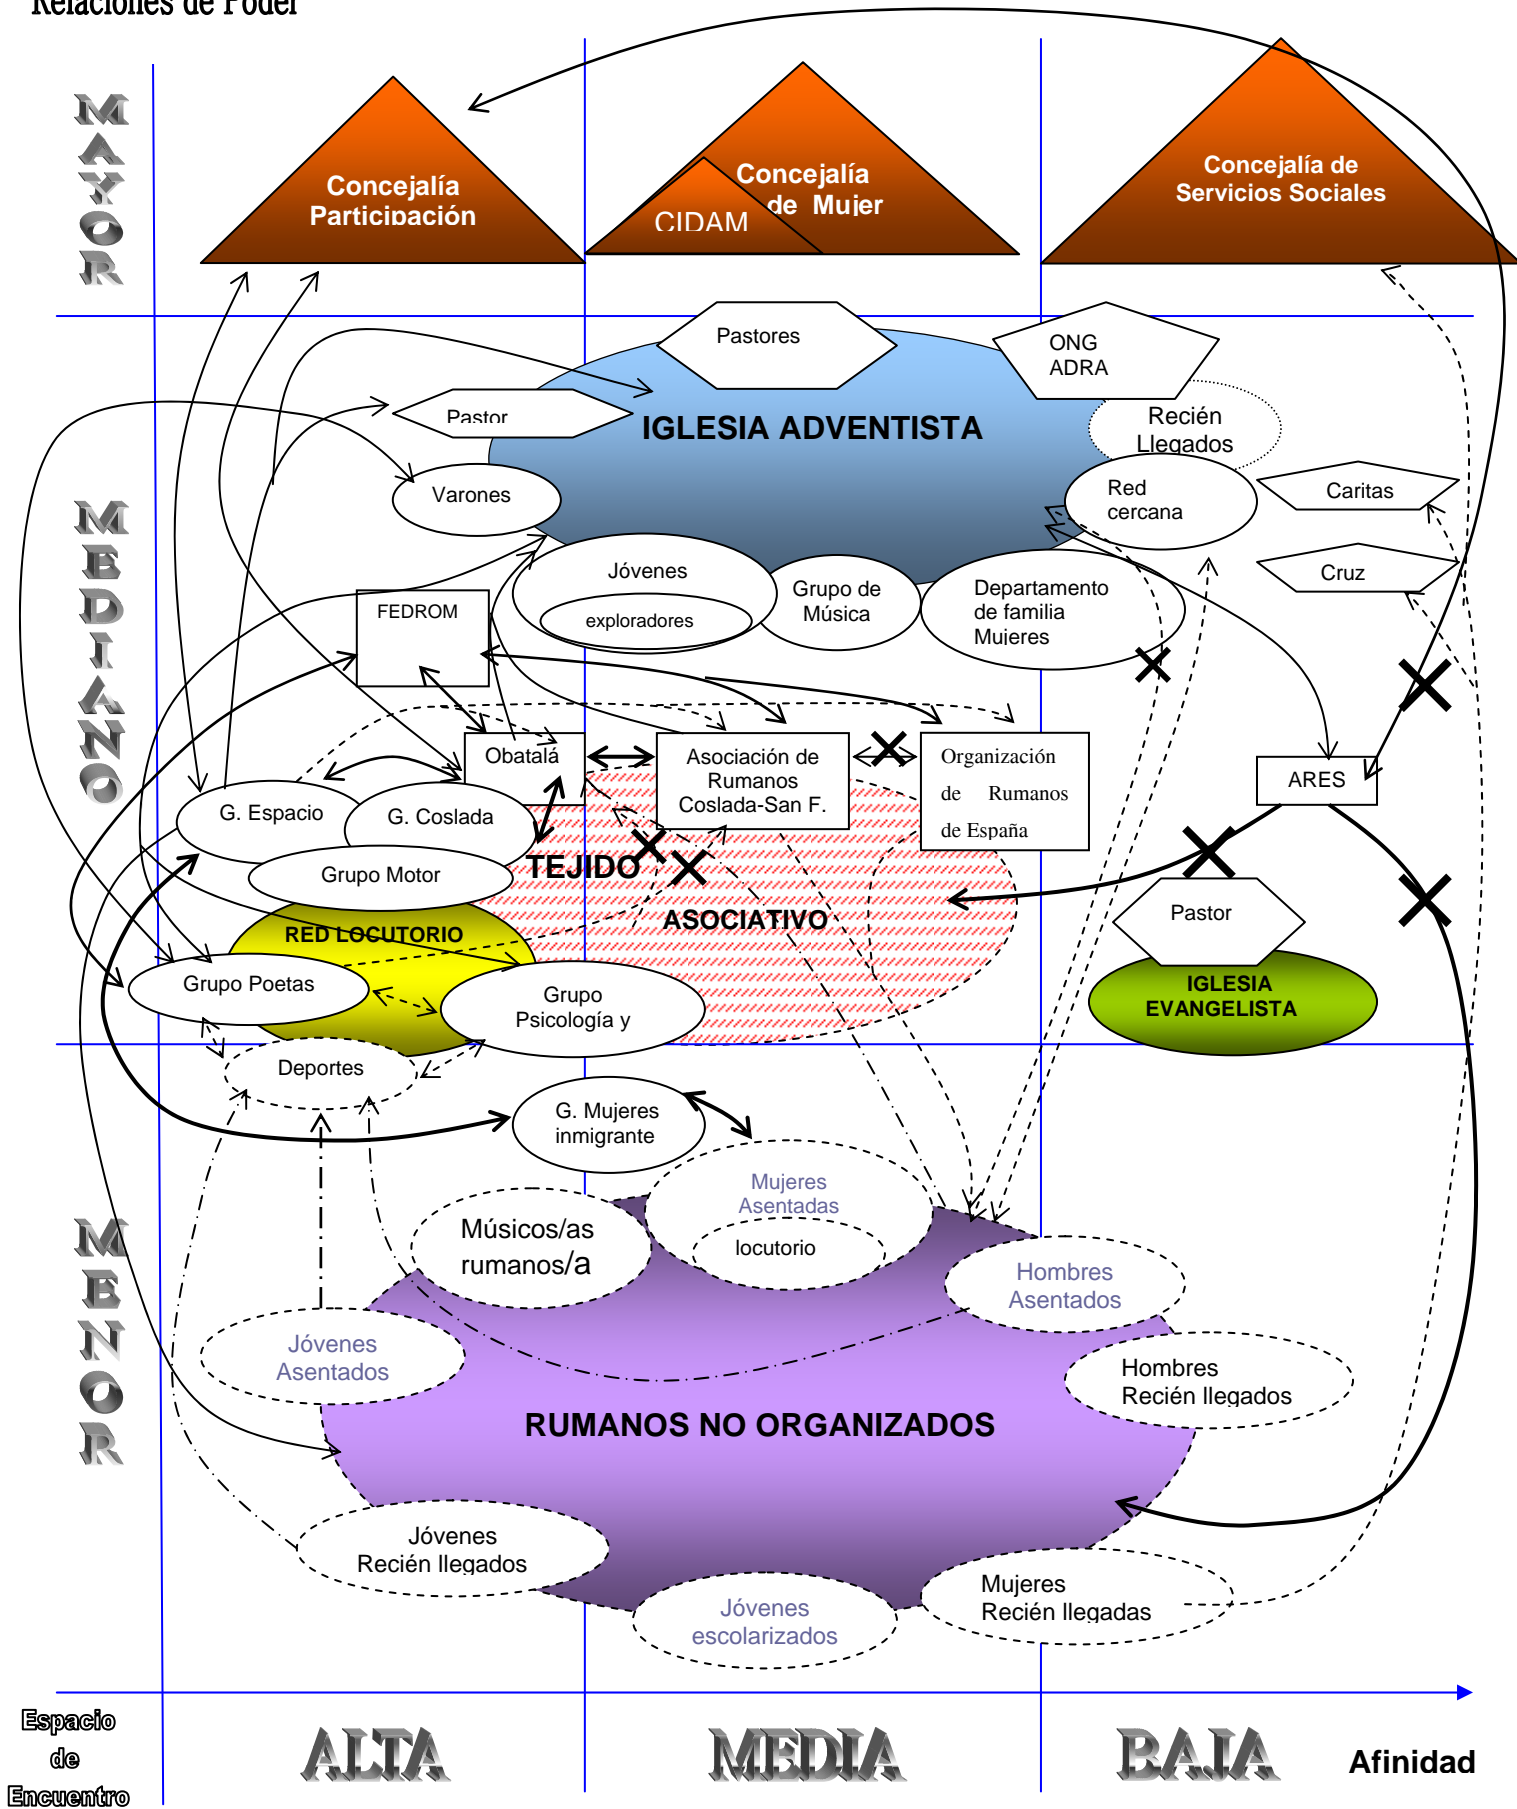 Relaciones de Poder
MAYOR
Concejalía
Participación
Concejalía
de Mujer
CIDAM
Concejalía de
Servicios Sociales
MEDIANO
Pastores
ONG
ADRA
Pastor
IGLESIA ADVENTISTA
Recién
Llegados
Varones
Red
cercana
Caritas
Cruz
Jóvenes
exploradores
Grupo de
Música
Departamento
de familia
Mujeres
FEDROM
Obatalá
Asociación de
Rumanos
Coslada-San F.
Organización
de Rumanos
de España
ARES
G. Espacio
G. Coslada
Grupo Motor
TEJIDO
ASOCIATIVO
RED LOCUTORIO
Pastor
IGLESIA
EVANGELISTA
Grupo Poetas
Grupo
Psicología y
Deportes
MENOR
G. Mujeres
inmigrante
Mujeres
Asentadas
locutorio
Músicos/as
rumanos/a
Hombres
Asentados
Jóvenes
Asentados
Hombres
Recién llegados
RUMANOS NO ORGANIZADOS
Jóvenes
Recién llegados
Jóvenes
escolarizados
Mujeres
Recién llegadas
Espacio
de
Encuentro
ALTA
MEDIA
BAJA
Afinidad